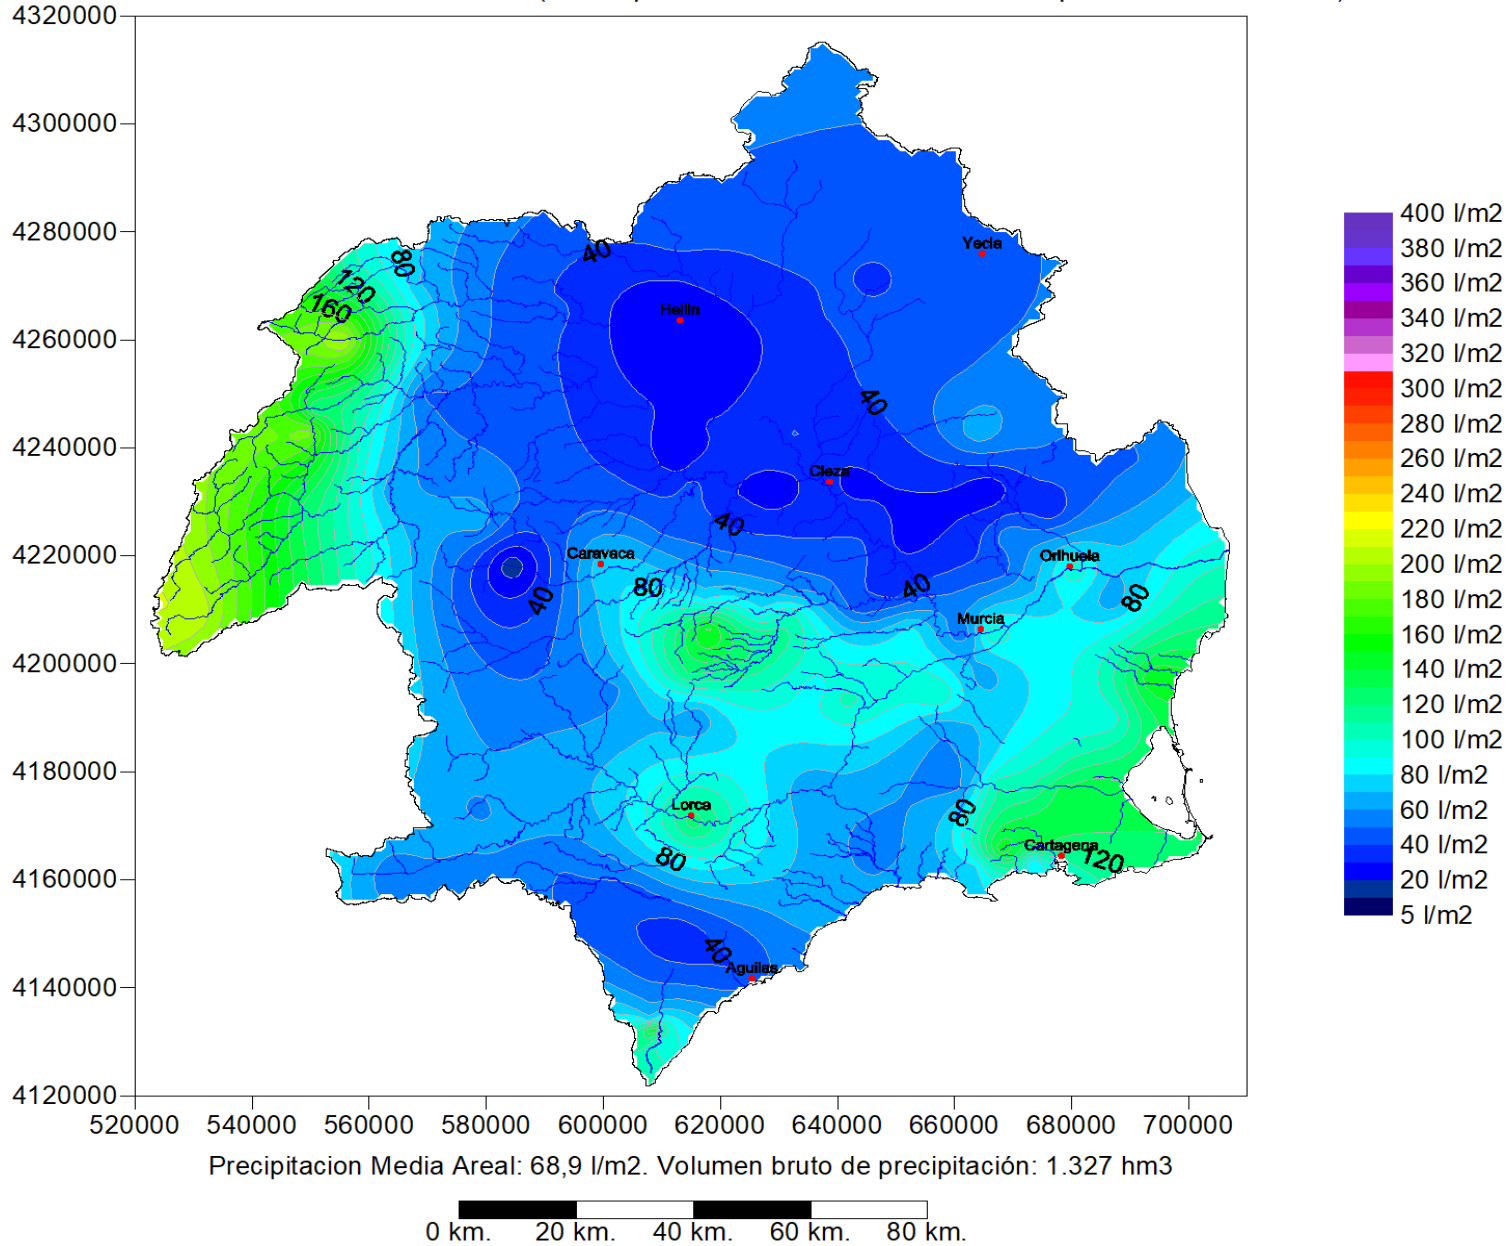 4320000
4300000
4280000
4260000
4240000
4220000
4200000
4180000
4160000
4140000
4120000
520000 540000 560000 580000 600000 620000 640000 660000 680000 700000
Yecla
Hellin
Cieza
Caravaca
Orihuela
Murcia
Lorca
Cartagena
Aguilas
40
80
120
160
40
40
40
40
80
80
80
80
120
40
400 l/m2
380 l/m2
360 l/m2
340 l/m2
320 l/m2
300 l/m2
280 l/m2
260 l/m2
240 l/m2
220 l/m2
200 l/m2
180 l/m2
160 l/m2
140 l/m2
120 l/m2
100 l/m2
80 l/m2
60 l/m2
40 l/m2
20 l/m2
5 l/m2
Precipitacion Media Areal: 68,9 l/m2. Volumen bruto de precipitación: 1.327 hm3
0 km. 20 km. 40 km. 60 km. 80 km.